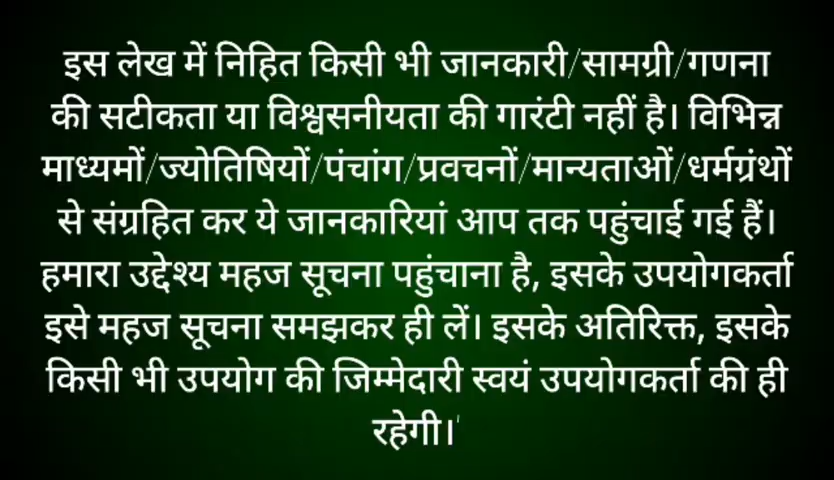 इस लेख में निहित किसी भी जानकारी/सामग्री/गणना
की सटीकता या विश्वसनीयता की गारंटी नहीं है। विभिन्न
माध्यमों/ज्योतिषियों/पंचांग/प्रवचनों/मान्यताओं/धर्मग्रंथों
से संग्रहित कर ये जानकारियां आप तक पहुंचाई गई हैं।
हमारा उद्देश्य महज सूचना पहुंचाना है, इसके उपयोगकर्ता
इसे महज सूचना समझकर ही लें। इसके अतिरिक्त, इसके
किसी भी उपयोग की जिम्मेदारी स्वयं उपयोगकर्ता की ही
रहेगी।'